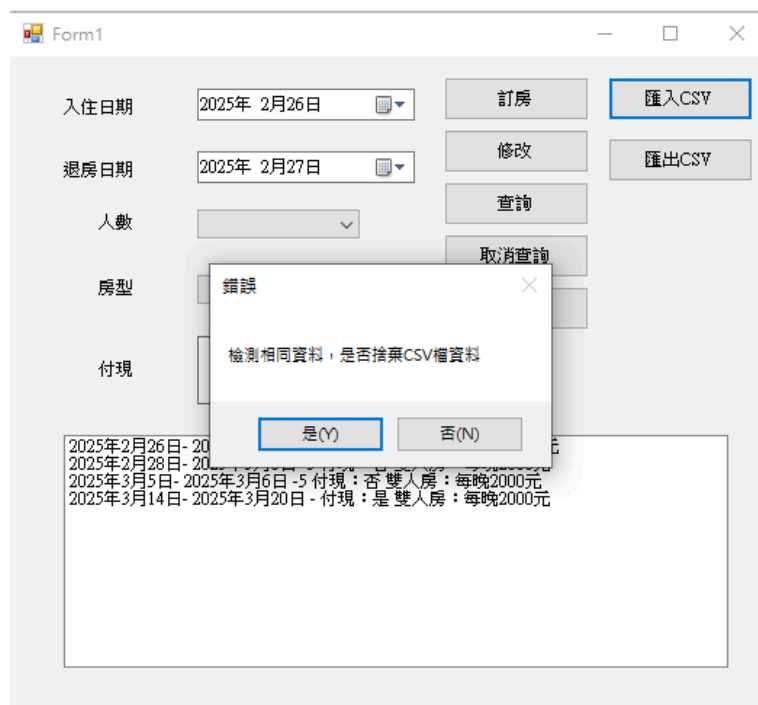 Form1
入住日期
2025年 2月26日
訂房
匯入CSV
退房日期
2025年 2月27日
修改
匯出CSV
人數
查詢
取消查詢
房型
付現
錯誤
檢測相同資料，是否捨棄CSV檔資料
是(Y)
否(N)
2025年2月26日- 20
2025年2月28日- 20
2025年3月5日- 2025年3月6日 -5 付現：否 雙人房：每晚2000元
2025年3月14日- 2025年3月20日 - 付現：是 雙人房：每晚2000元